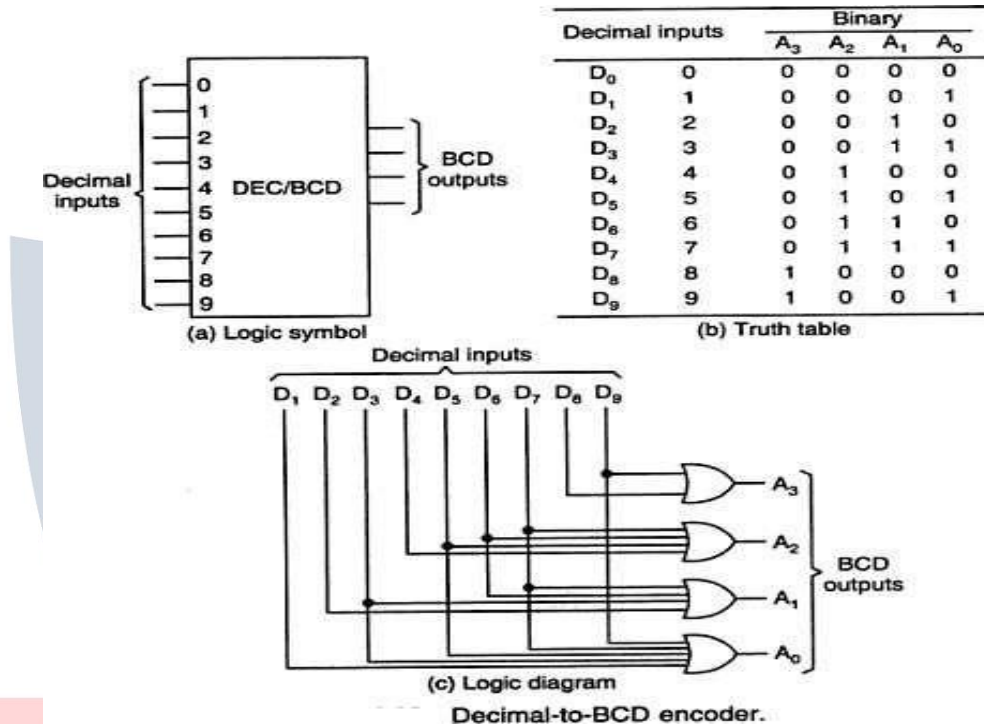 0
1
2
3
4
5
6
7
8
9
Decimal
inputs
DEC/BCD
BCD
outputs
(a) Logic symbol
Decimal inputs Binary
A3 A2 A1 A0
D0 0 0 0 0 0
D1 1 0 0 0 1
D2 2 0 0 1 0
D3 3 0 0 1 1
D4 4 0 1 0 0
D5 5 0 1 0 1
D6 6 0 1 1 0
D7 7 0 1 1 1
D8 8 1 0 0 0
D9 9 1 0 0 1
(b) Truth table
Decimal inputs
D1 D2 D3 D4 D5 D6 D7 D8 D9
A3
A2
A1
A0
BCD
outputs
(c) Logic diagram
Decimal-to-BCD encoder.